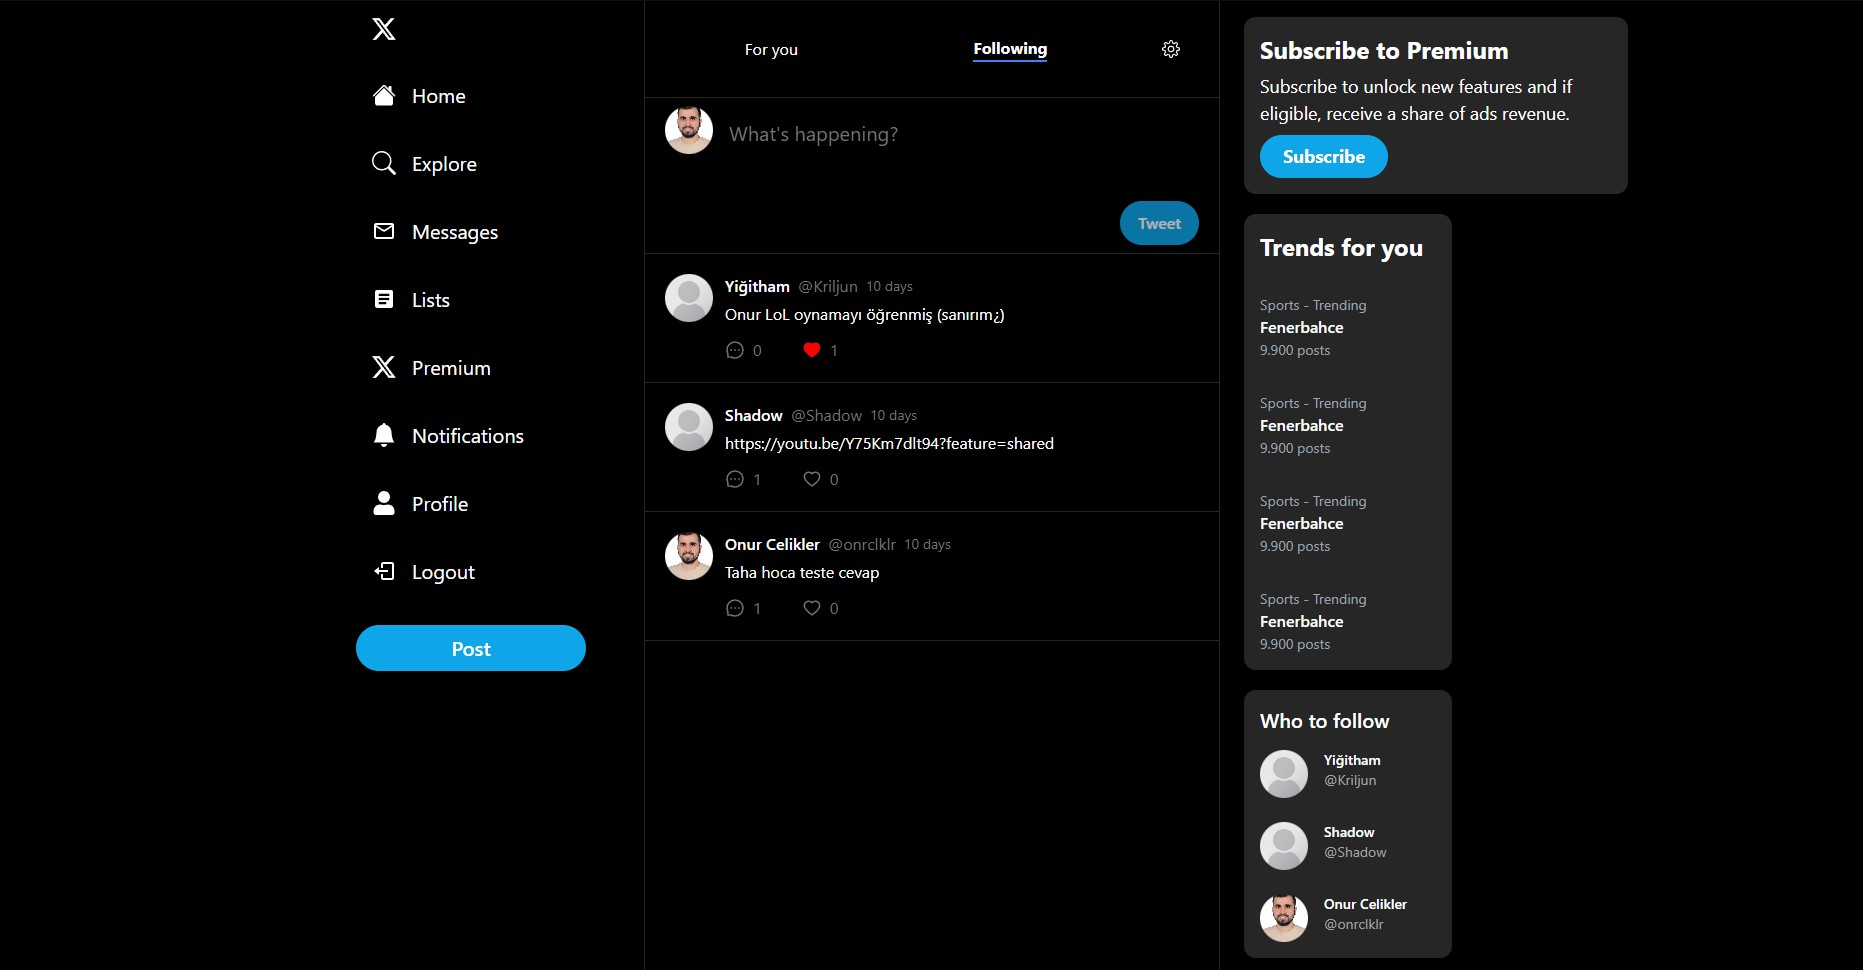 Home
Explore
Messages
Lists
Premium
Notifications
Profile
Logout
Post
For you
Following
What's happening?
Tweet
Yiğitham @Kriljun 10 days
Onur LoL oynamayı öğrenmiş (sanırım¿)
0 1
Shadow @Shadow 10 days
https://youtu.be/Y75Km7dlt94?feature=shared
1 0
Onur Celikler @onrclklr 10 days
Taha hoca teste cevap
1 0
Subscribe to Premium
Subscribe to unlock new features and if
eligible, receive a share of ads revenue.
Subscribe
Trends for you
Sports - Trending
Fenerbahce
9.900 posts
Sports - Trending
Fenerbahce
9.900 posts
Sports - Trending
Fenerbahce
9.900 posts
Sports - Trending
Fenerbahce
9.900 posts
Who to follow
Yiğitham
@Kriljun
Shadow
@Shadow
Onur Celikler
@onrclklr